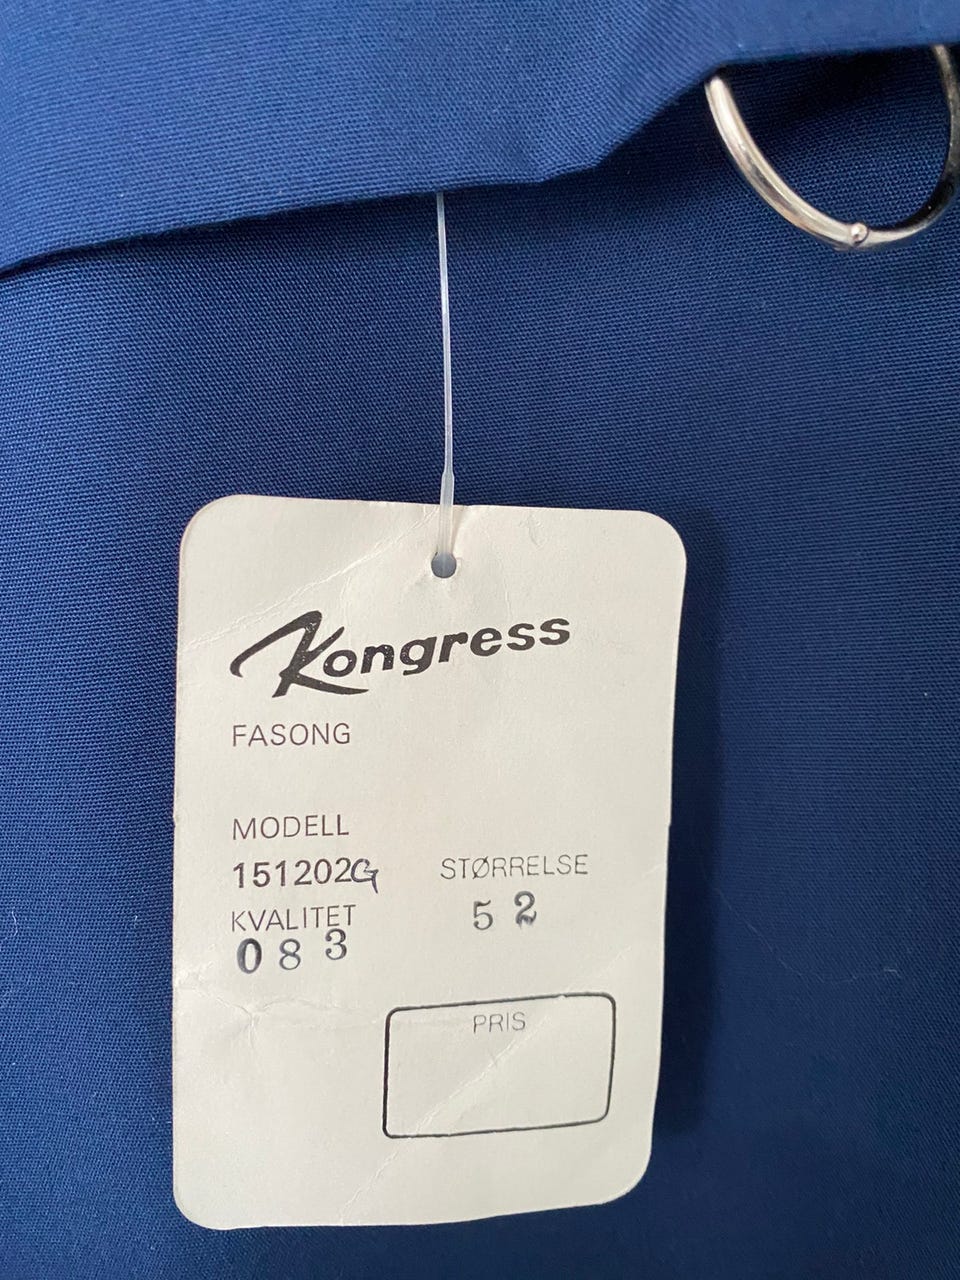 Kongress
FASONG
MODELL
151202G
STØRRELSE
KVALITET
52
083
PRIS